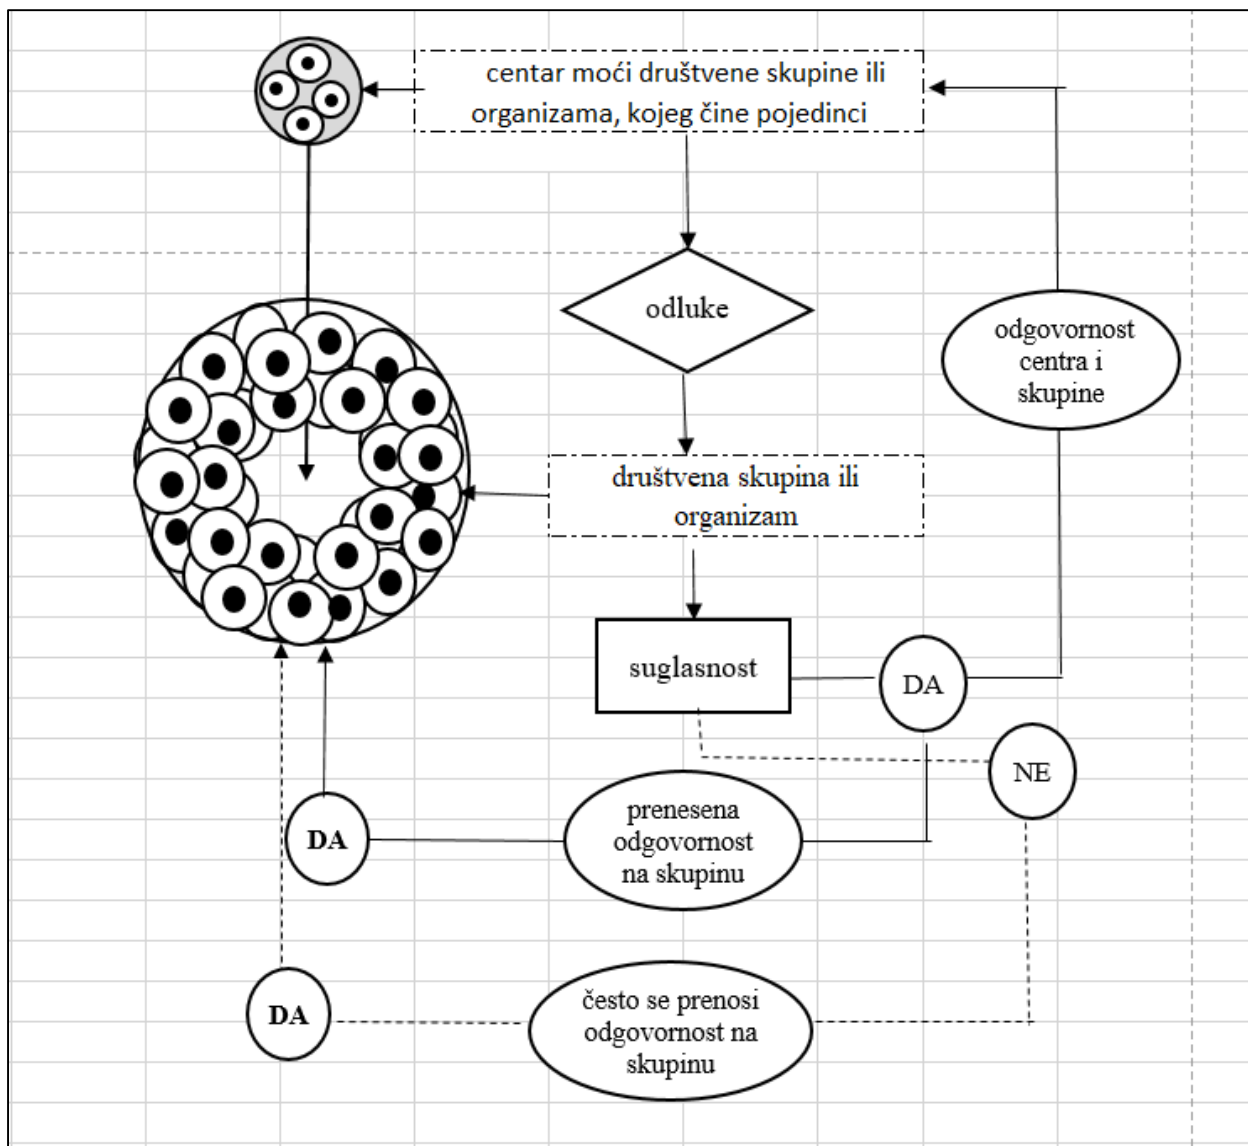 centar moći društvene skupine ili
organizama, kojeg čine pojedinci
odluke
odgovornost
centra i
skupine
društvena skupina ili
organizam
suglasnost
DA
NE
prenesena
odgovornost
na skupinu
DA
često se prenosi
odgovornost na
skupinu
DA